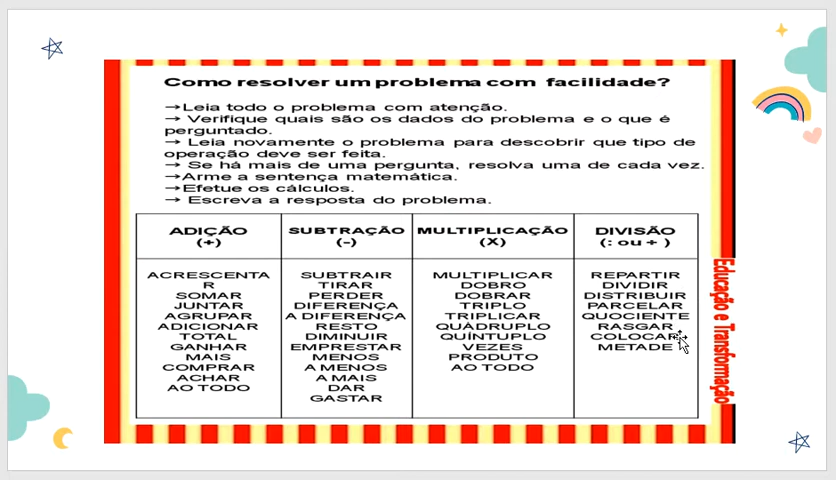 Como resolver um problema com facilidade?
→Leia todo o problema com atenção.
→ Verifique quais são os dados do problema e o que é
perguntado.
→ Leia novamente o problema para descobrir que tipo de
operação deve ser feita.
→ Se há mais de uma pergunta, resolva uma de cada vez.
→Arme a sentença matemática.
→Efetue os cálculos.
→ Escreva a resposta do problema.
ADIÇÃO
(+)
ACRESCENTA
R
SOMAR
JUNTAR
AGRUPAR
ADICIONAR
TOTAL
GANHAR
MAIS
COMPRAR
ACHAR
AO TODO
SUBTRAÇÃO
(-)
SUBTRAIR
TIRAR
PERDER
DIFERENÇA
A DIFERENÇA
RESTO
DIMINUIR
EMPRESTAR
MENOS
A MENOS
A MAIS
DAR
GASTAR
MULTIPLICAÇÃO
(X)
MULTIPLICAR
DOBRO
DOBRAR
TRIPLO
TRIPLICAR
QUÁDRUPLO
QUÍNTUPLO
VEZES
PRODUTO
AO TODO
DIVISÃO
(: ou ÷ )
REPARTIR
DIVIDIR
DISTRIBUIR
PARCELAR
QUOCIENTE
RASGAR
COLOCAR
METADE
Educação e Transformação